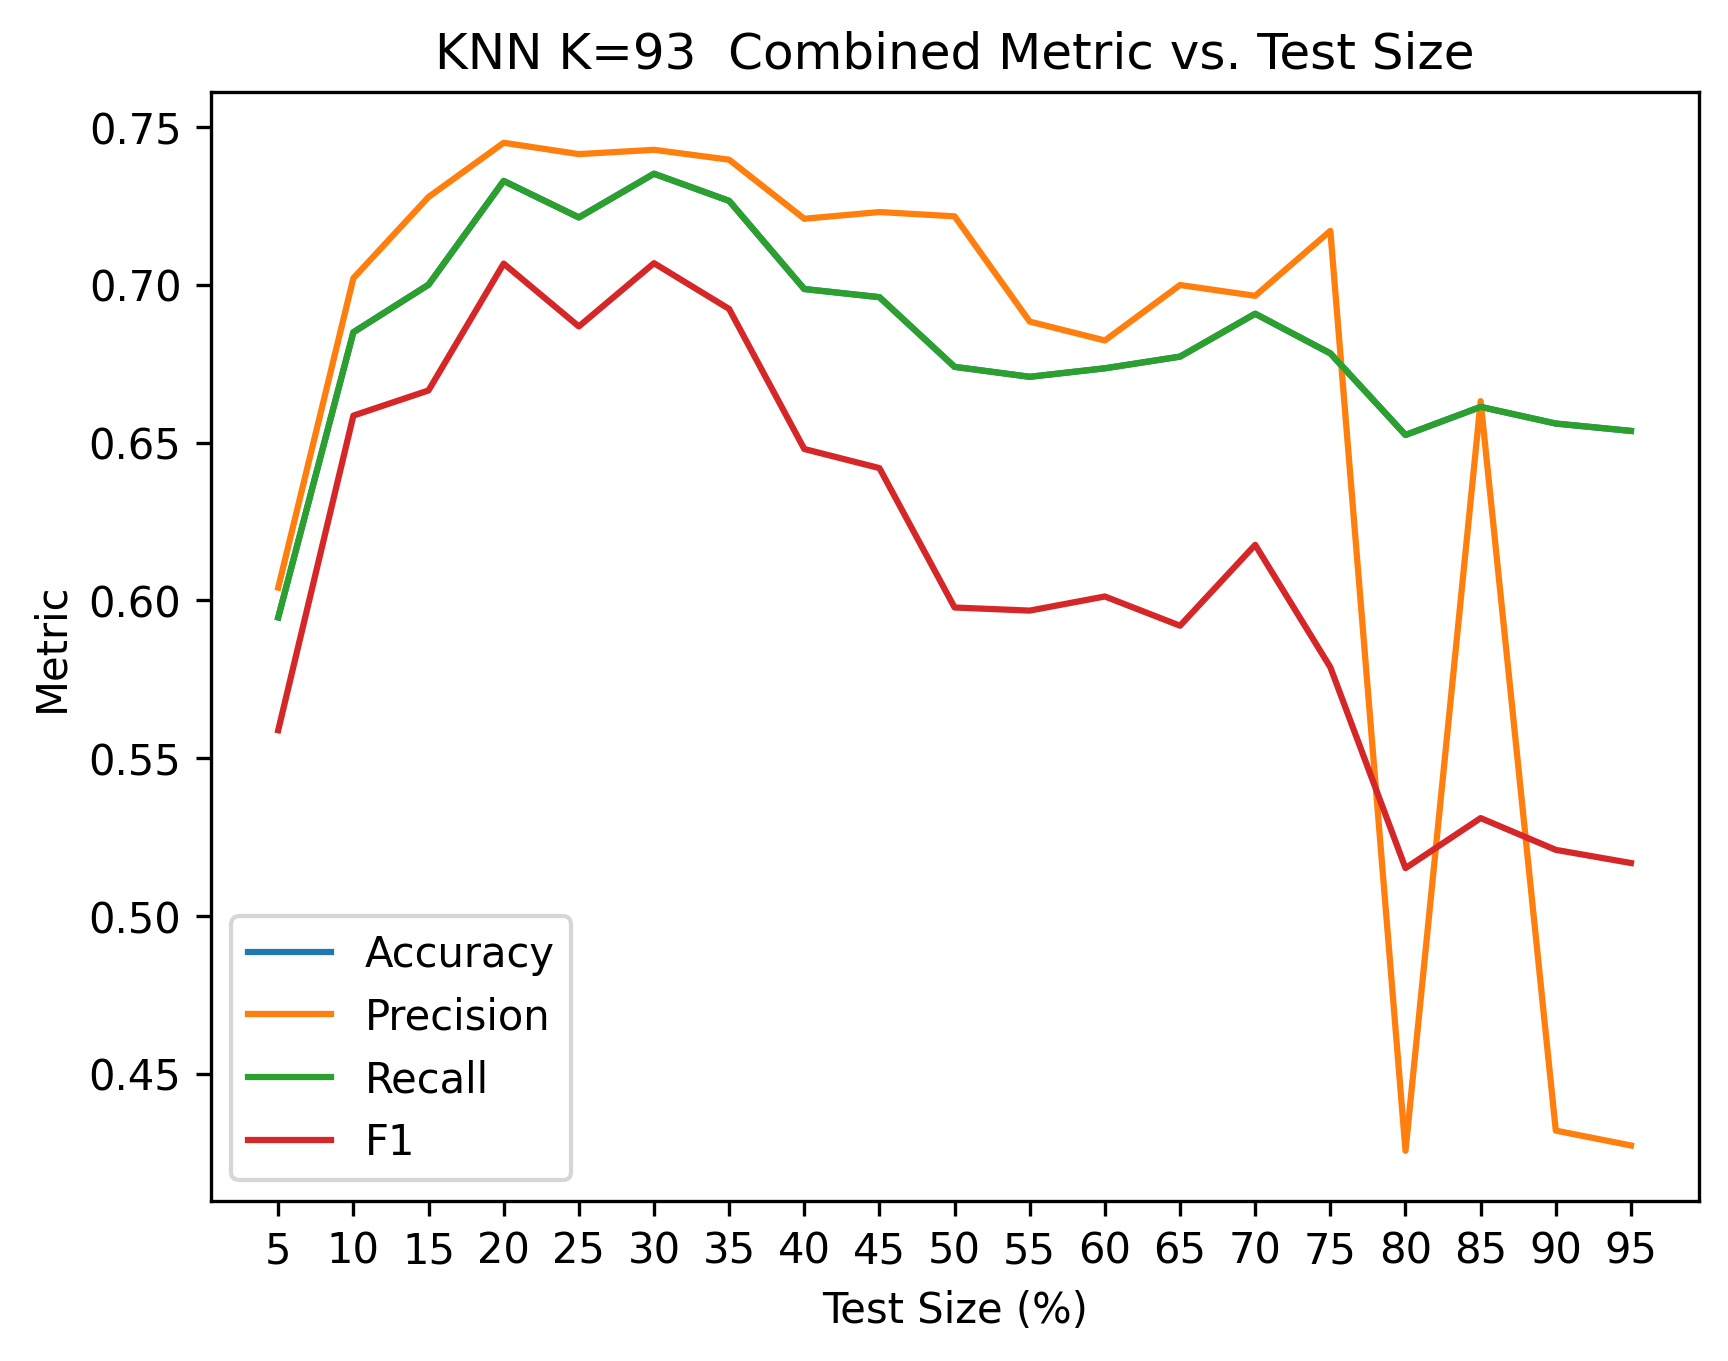 KNN K=93  Combined Metric vs. Test Size
Metric
0.75
0.70
0.65
0.60
0.55
0.50
0.45
Accuracy
Precision
Recall
F1
5 10 15 20 25 30 35 40 45 50 55 60 65 70 75 80 85 90 95
Test Size (%)